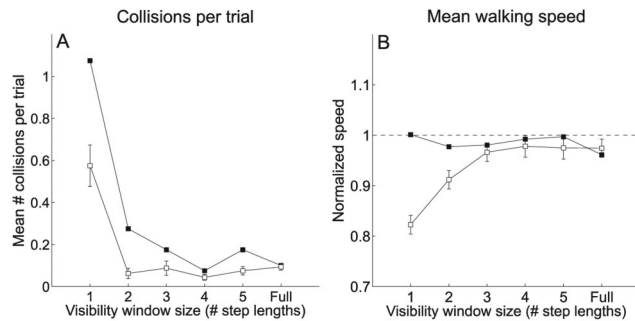 Collisions per trial
A
Mean # collisions per trial
1
0.8
0.6
0.4
0.2
0
1 2 3 4 5 Full
Visibility window size (# step lengths)
Mean walking speed
B
Normalized speed
1.1
1
0.9
0.8
0.7
1 2 3 4 5 Full
Visibility window size (# step lengths)